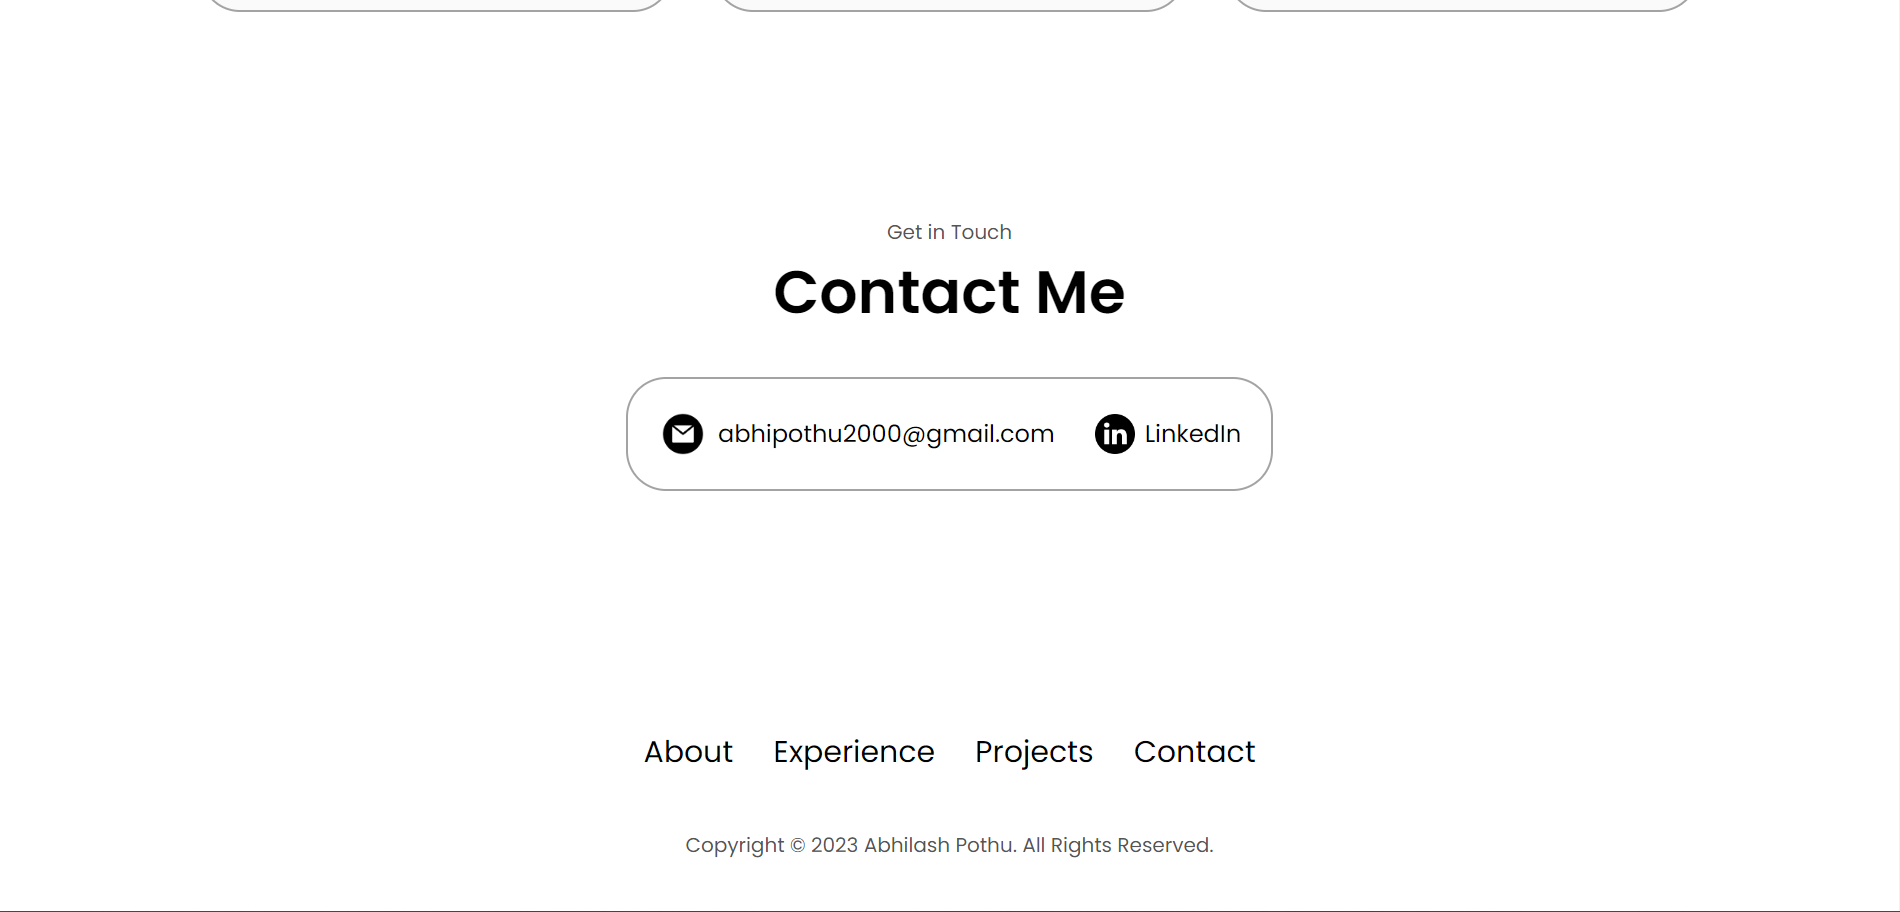 Get in Touch
Contact Me
abhipothu2000@gmail.com LinkedIn
About Experience Projects Contact
Copyright © 2023 Abhilash Pothu. All Rights Reserved.